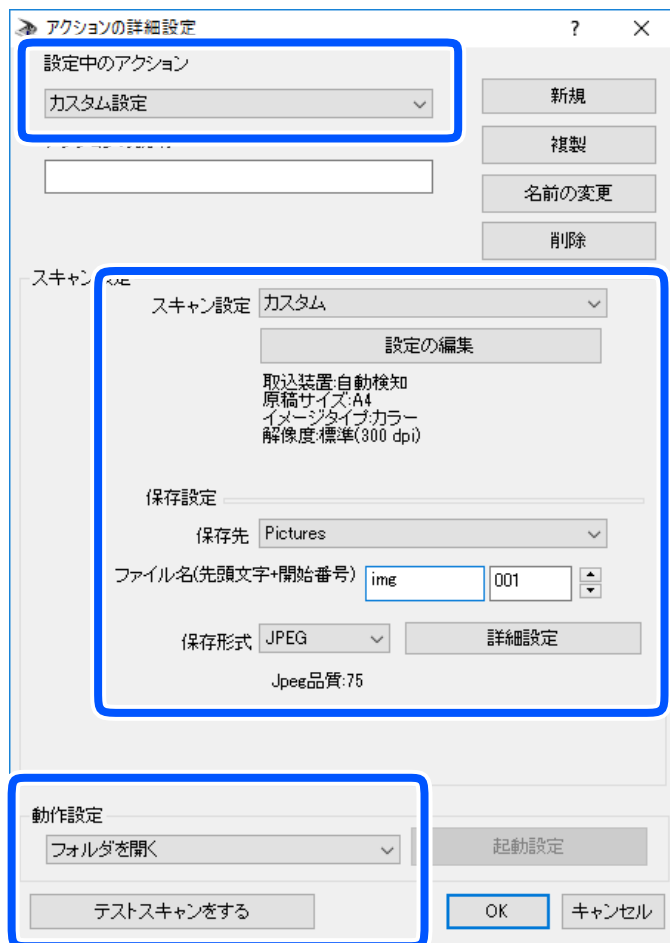 アクションの詳細設定 ?
設定中のアクション
カスタム設定
新規
複製
名前の変更
削除
スキャン設定
スキャン設定 カスタム
設定の編集
取込装置:自動検知
原稿サイズ:A4
イメージタイプ:カラー
解像度:標準(300 dpi)
保存設定
保存先 Pictures
ファイル名(先頭文字+開始番号) img 001
保存形式 JPEG 詳細設定
Jpeg品質:75
動作設定
フォルダを開く 起動設定
テストスキャンをする OK キャンセル